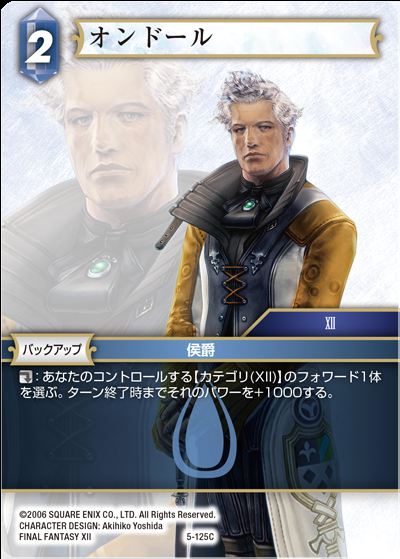 2
オンドール
XII
バックアップ
侯爵
：あなたのコントロールする【カテゴリ(XII)】のフォワード1体
を選ぶ。ターン終了時までそれのパワーを+1000する。
©2006 SQUARE ENIX CO., LTD. All Rights Reserved.
CHARACTER DESIGN: Akihiko Yoshida
FINAL FANTASY XII
5-125C